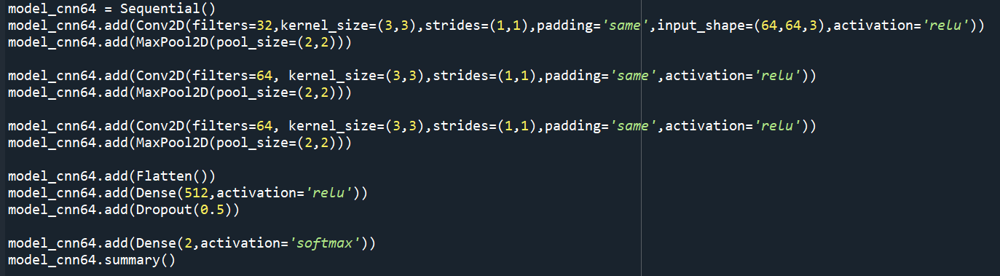 model_cnn64 = Sequential()
model_cnn64.add(Conv2D(filters=32,kernel_size=(3,3),strides=(1,1),padding='same',input_shape=(64,64,3),activation='relu'))
model_cnn64.add(MaxPool2D(pool_size=(2,2)))
model_cnn64.add(Conv2D(filters=64, kernel_size=(3,3),strides=(1,1),padding='same',activation='relu'))
model_cnn64.add(MaxPool2D(pool_size=(2,2)))
model_cnn64.add(Conv2D(filters=64, kernel_size=(3,3),strides=(1,1),padding='same',activation='relu'))
model_cnn64.add(MaxPool2D(pool_size=(2,2)))
model_cnn64.add(Flatten())
model_cnn64.add(Dense(512,activation='relu'))
model_cnn64.add(Dropout(0.5))
model_cnn64.add(Dense(2,activation='softmax'))
model_cnn64.summary()